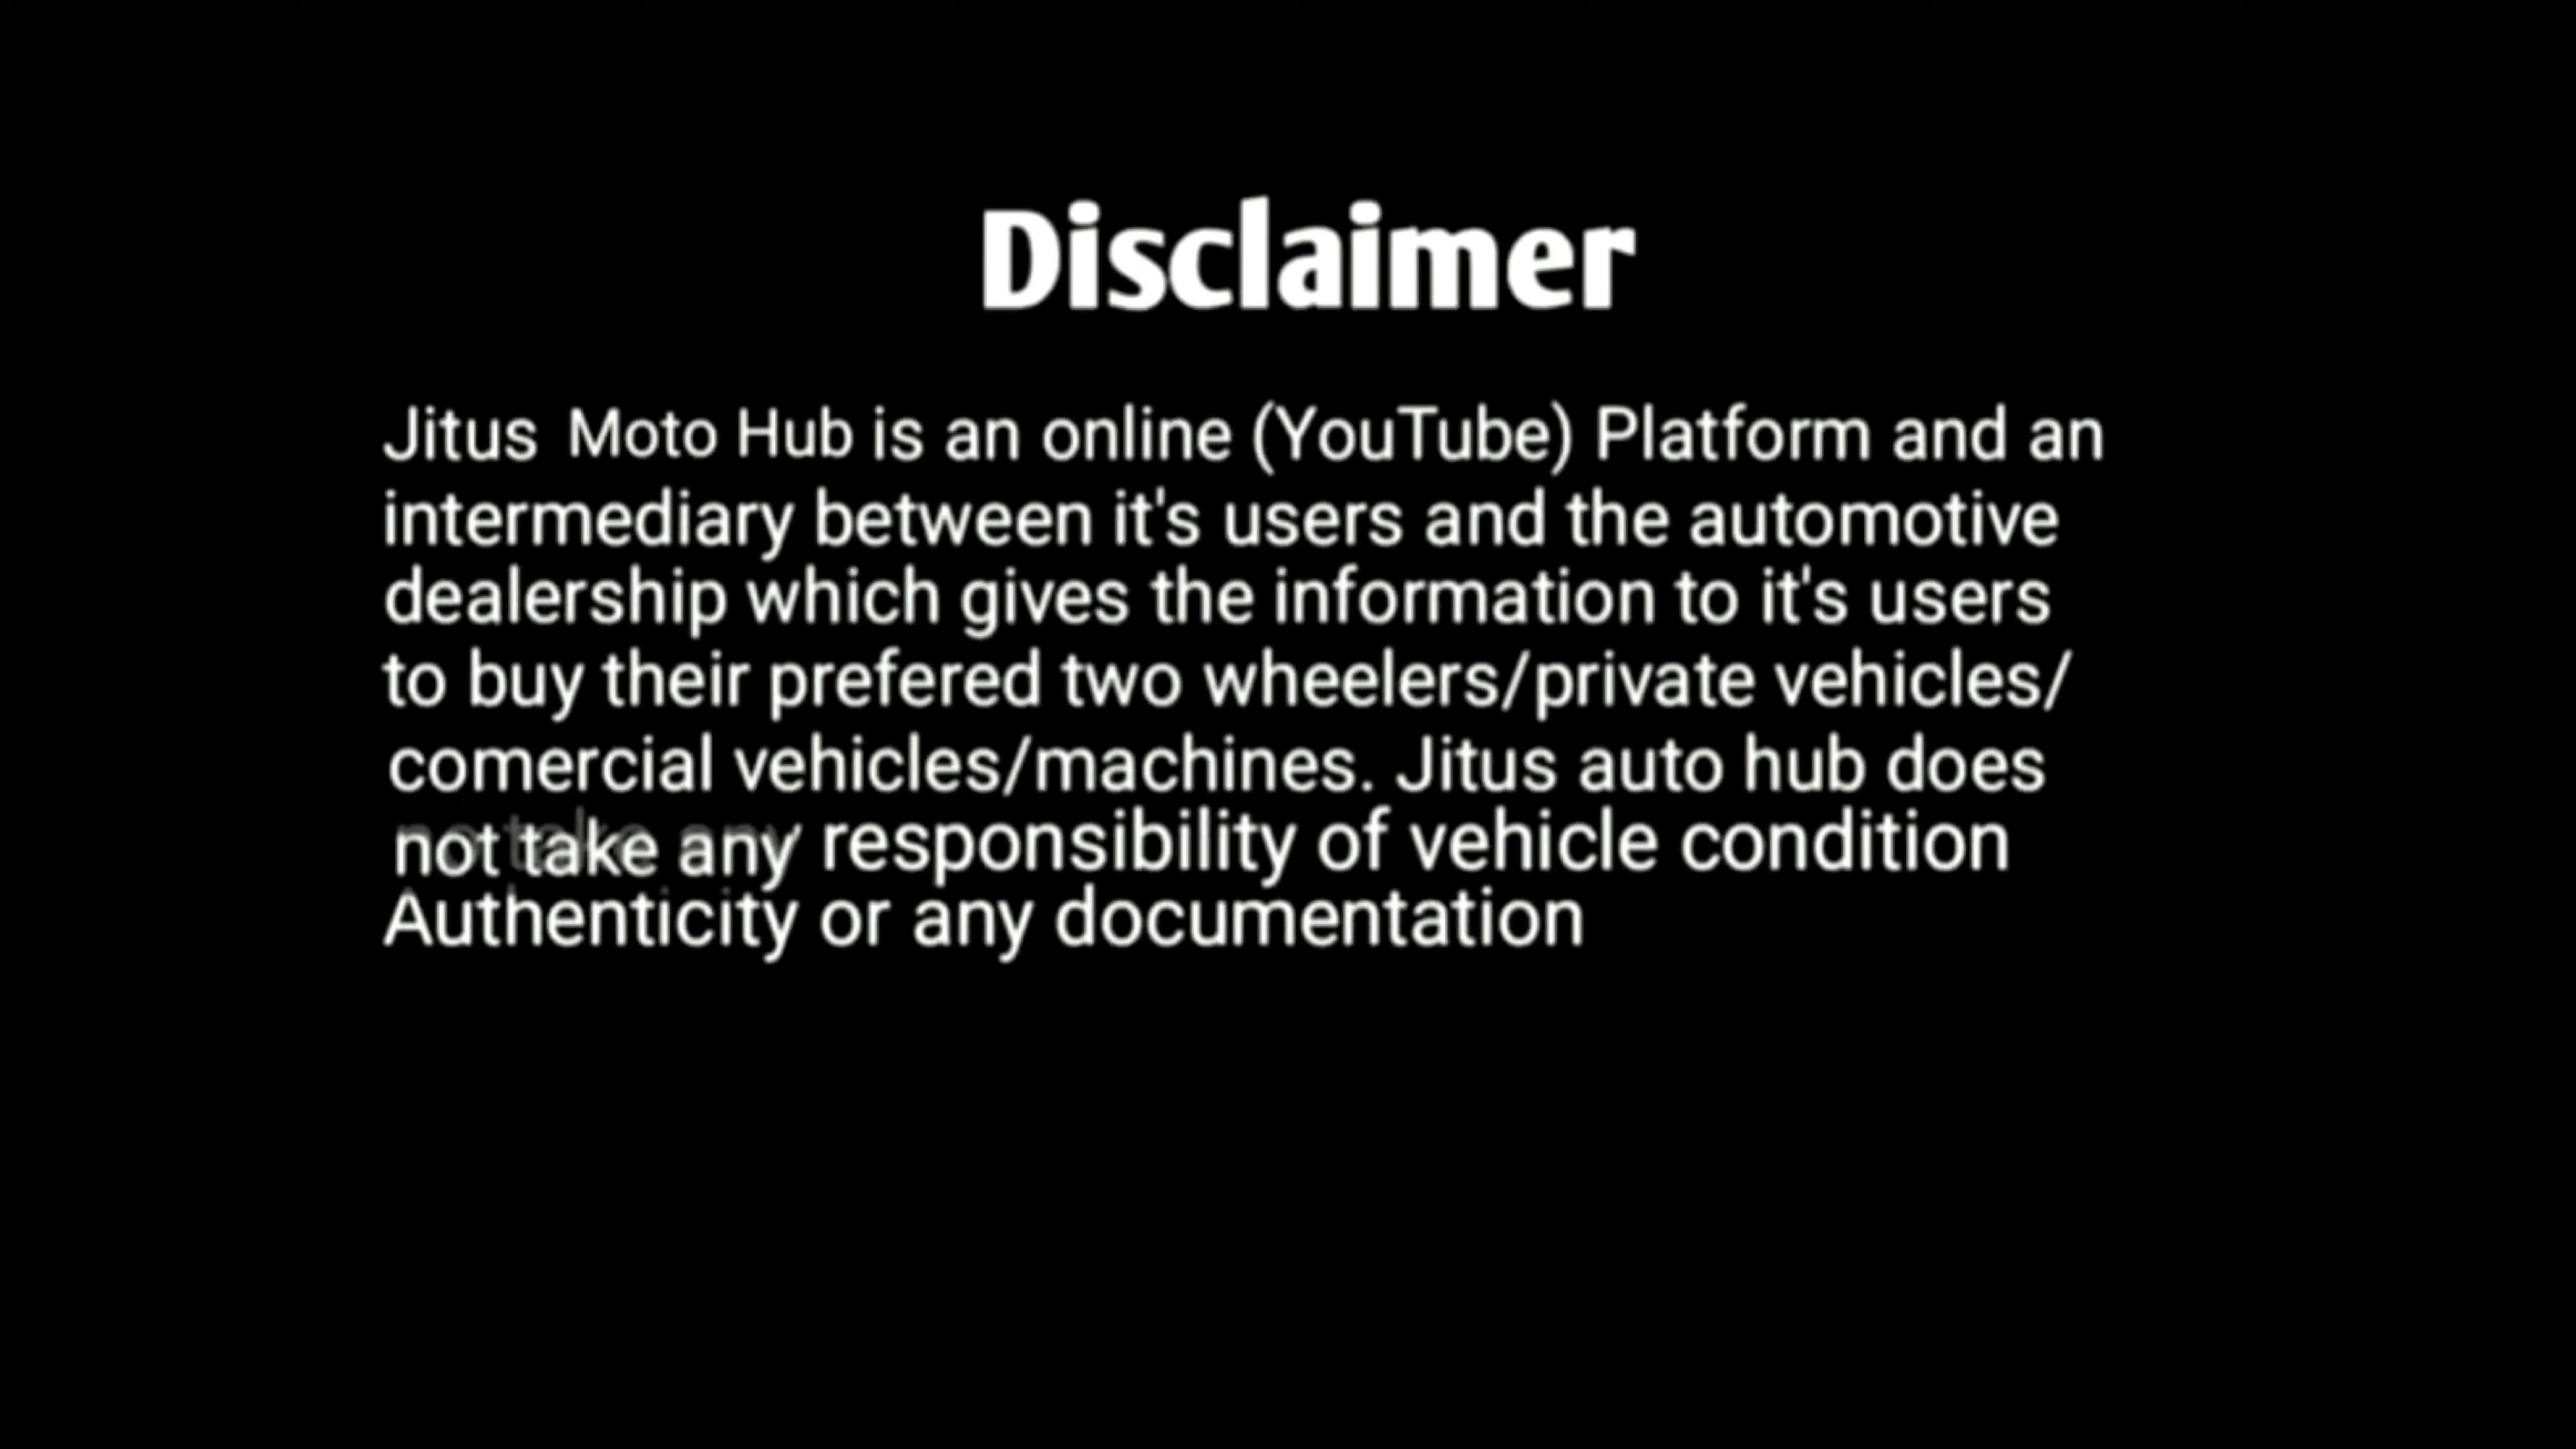 Disclaimer
Jitus Moto Hub is an online (YouTube) Platform and an
intermediary between it's users and the automotive
dealership which gives the information to it's users
to buy their prefered two wheelers/private vehicles/
comercial vehicles/machines. Jitus auto hub does
not take any responsibility of vehicle condition
Authenticity or any documentation